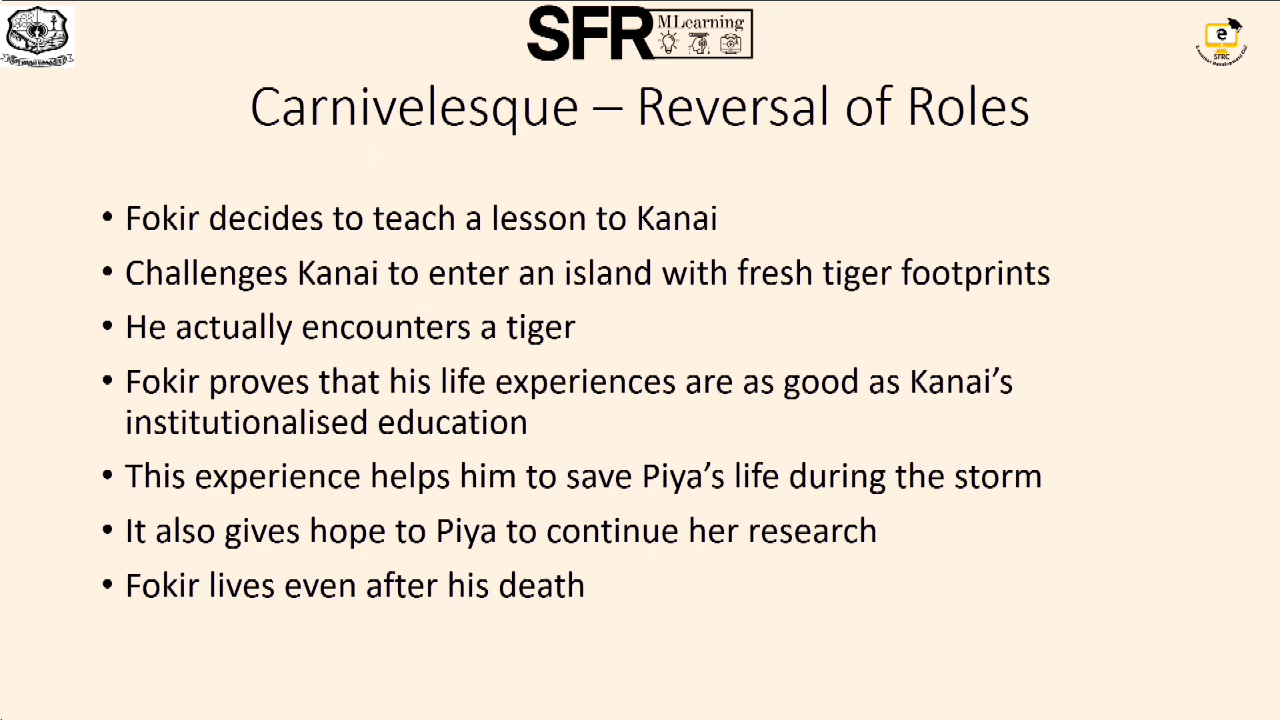 SFR MLearning
e
SFRC
Carnivelesque – Reversal of Roles
• Fokir decides to teach a lesson to Kanai
• Challenges Kanai to enter an island with fresh tiger footprints
• He actually encounters a tiger
• Fokir proves that his life experiences are as good as Kanai’s
institutionalised education
• This experience helps him to save Piya’s life during the storm
• It also gives hope to Piya to continue her research
• Fokir lives even after his death